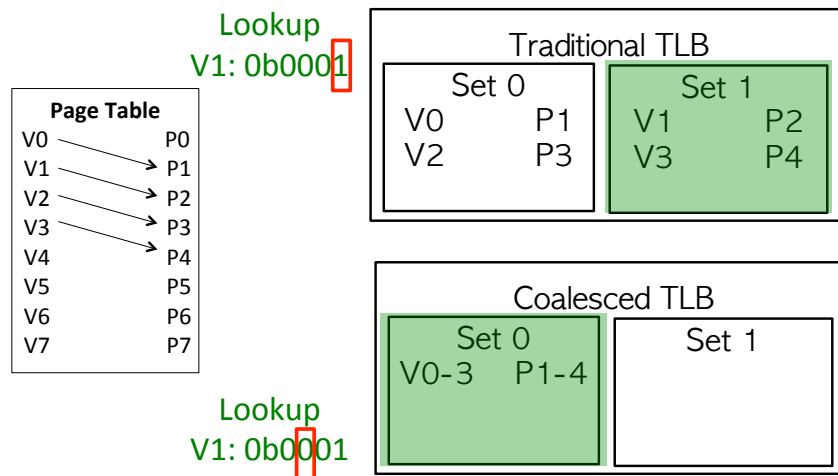 Lookup
V1: 0b0001
Page Table
V0 P0
V1 P1
V2 P2
V3 P3
V4 P4
V5 P5
V6 P6
V7 P7
Traditional TLB
Set 0
V0 P1
V2 P3
Set 1
V1 P2
V3 P4
Coalesced TLB
Set 0
V0-3 P1-4
Set 1
Lookup
V1: 0b0001